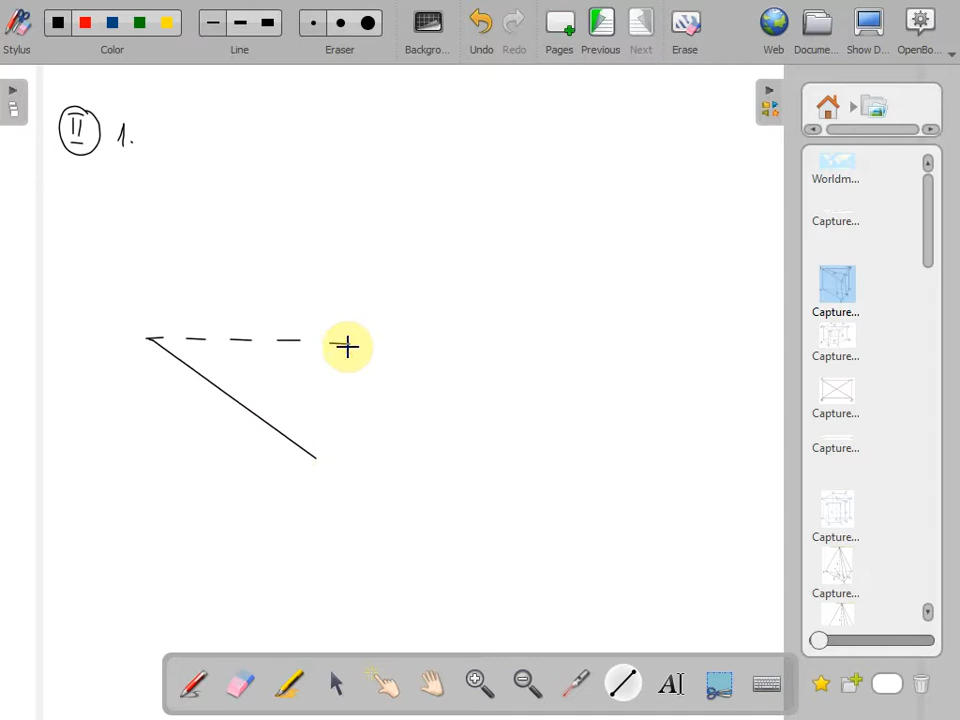 Stylus
Color
Line
Eraser
Backgro...
Undo
Redo
Pages
Previous
Next
Erase
Web
Docume...
Show D...
OpenBo...
II 1.
Worldm...
Capture...
Capture...
Capture...
Capture...
Capture...
Capture...
Capture...
A